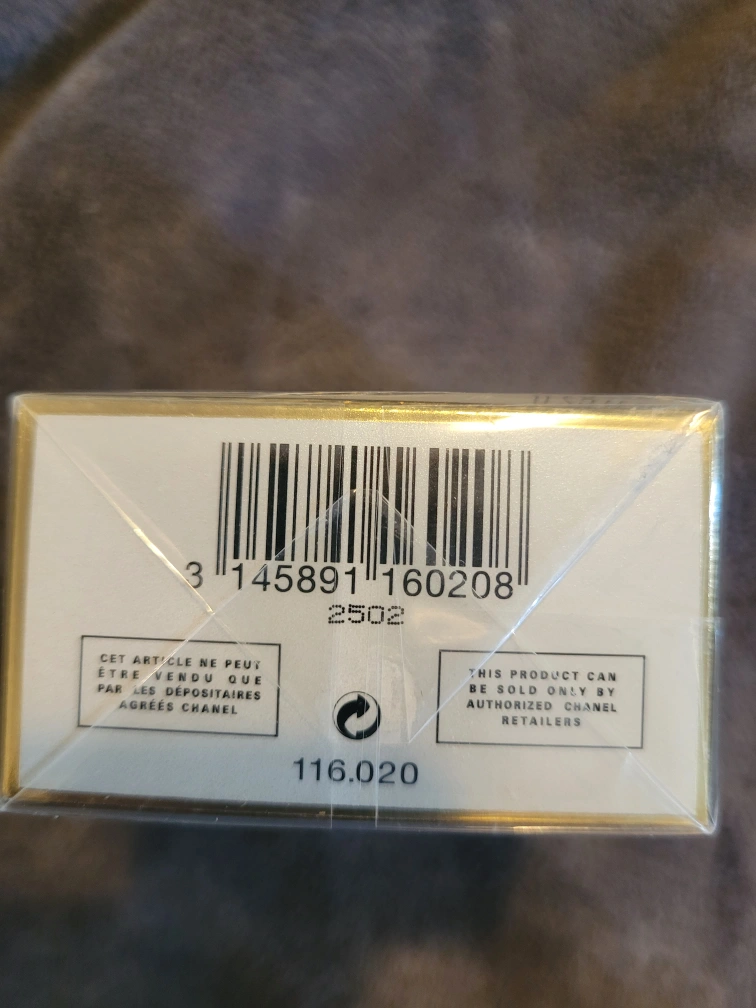 3 145891 160208
2502
CET ARTICLE NE PEUT
ÊTRE VENDU QUE
PAR LES DÉPOSITAIRES
AGRÉÉS CHANEL
THIS PRODUCT CAN
BE SOLD ONLY BY
AUTHORIZED CHANEL
RETAILERS
116.020